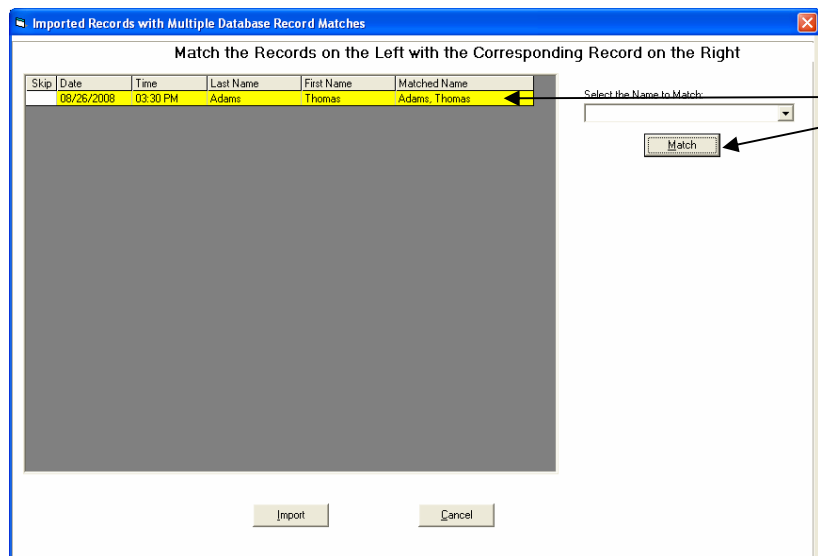 Imported Records with Multiple Database Record Matches
Match the Records on the Left with the Corresponding Record on the Right
Skip Date Time Last Name First Name Matched Name
08/26/2008 03:30 PM Adams Thomas Adams, Thomas
Select the Name to Match:
Match
Import Cancel